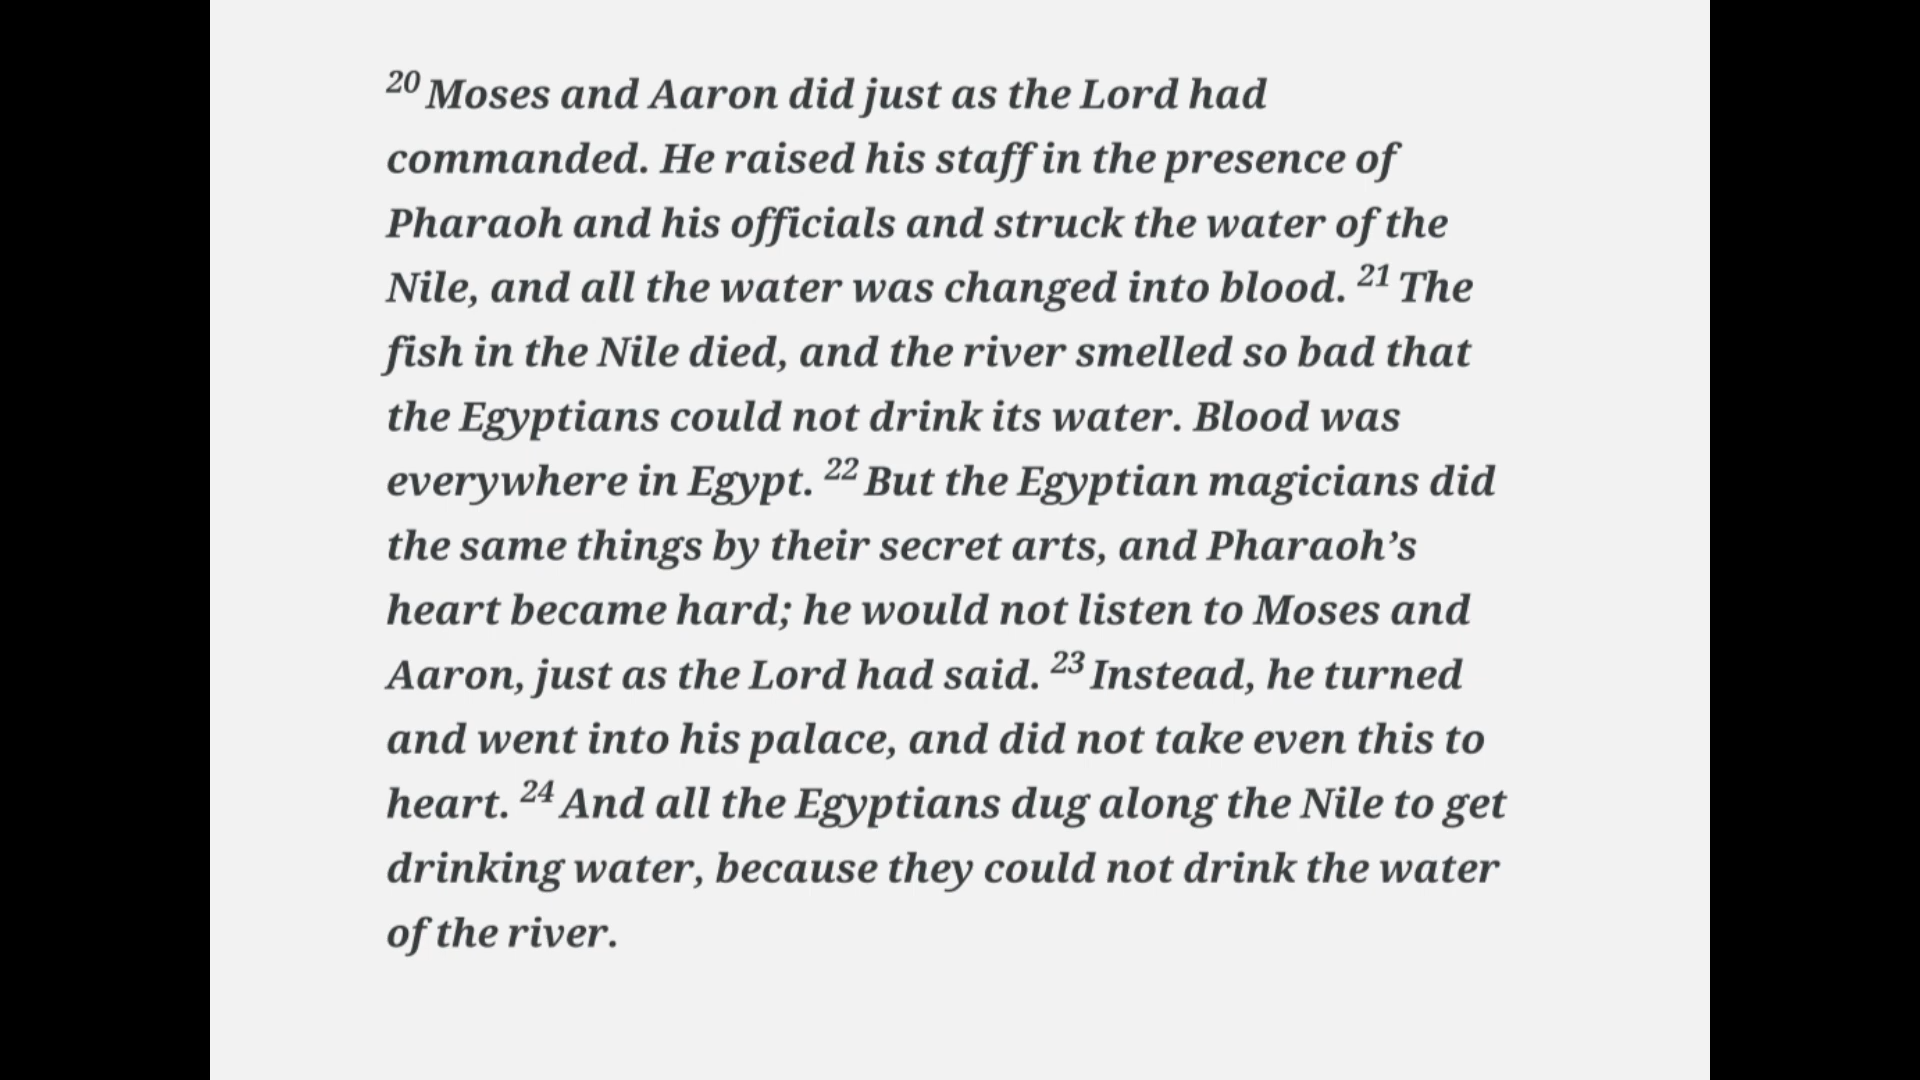 20 Moses and Aaron did just as the Lord had
commanded. He raised his staff in the presence of
Pharaoh and his officials and struck the water of the
Nile, and all the water was changed into blood. 21 The
fish in the Nile died, and the river smelled so bad that
the Egyptians could not drink its water. Blood was
everywhere in Egypt. 22 But the Egyptian magicians did
the same things by their secret arts, and Pharaoh’s
heart became hard; he would not listen to Moses and
Aaron, just as the Lord had said. 23 Instead, he turned
and went into his palace, and did not take even this to
heart. 24 And all the Egyptians dug along the Nile to get
drinking water, because they could not drink the water
of the river.